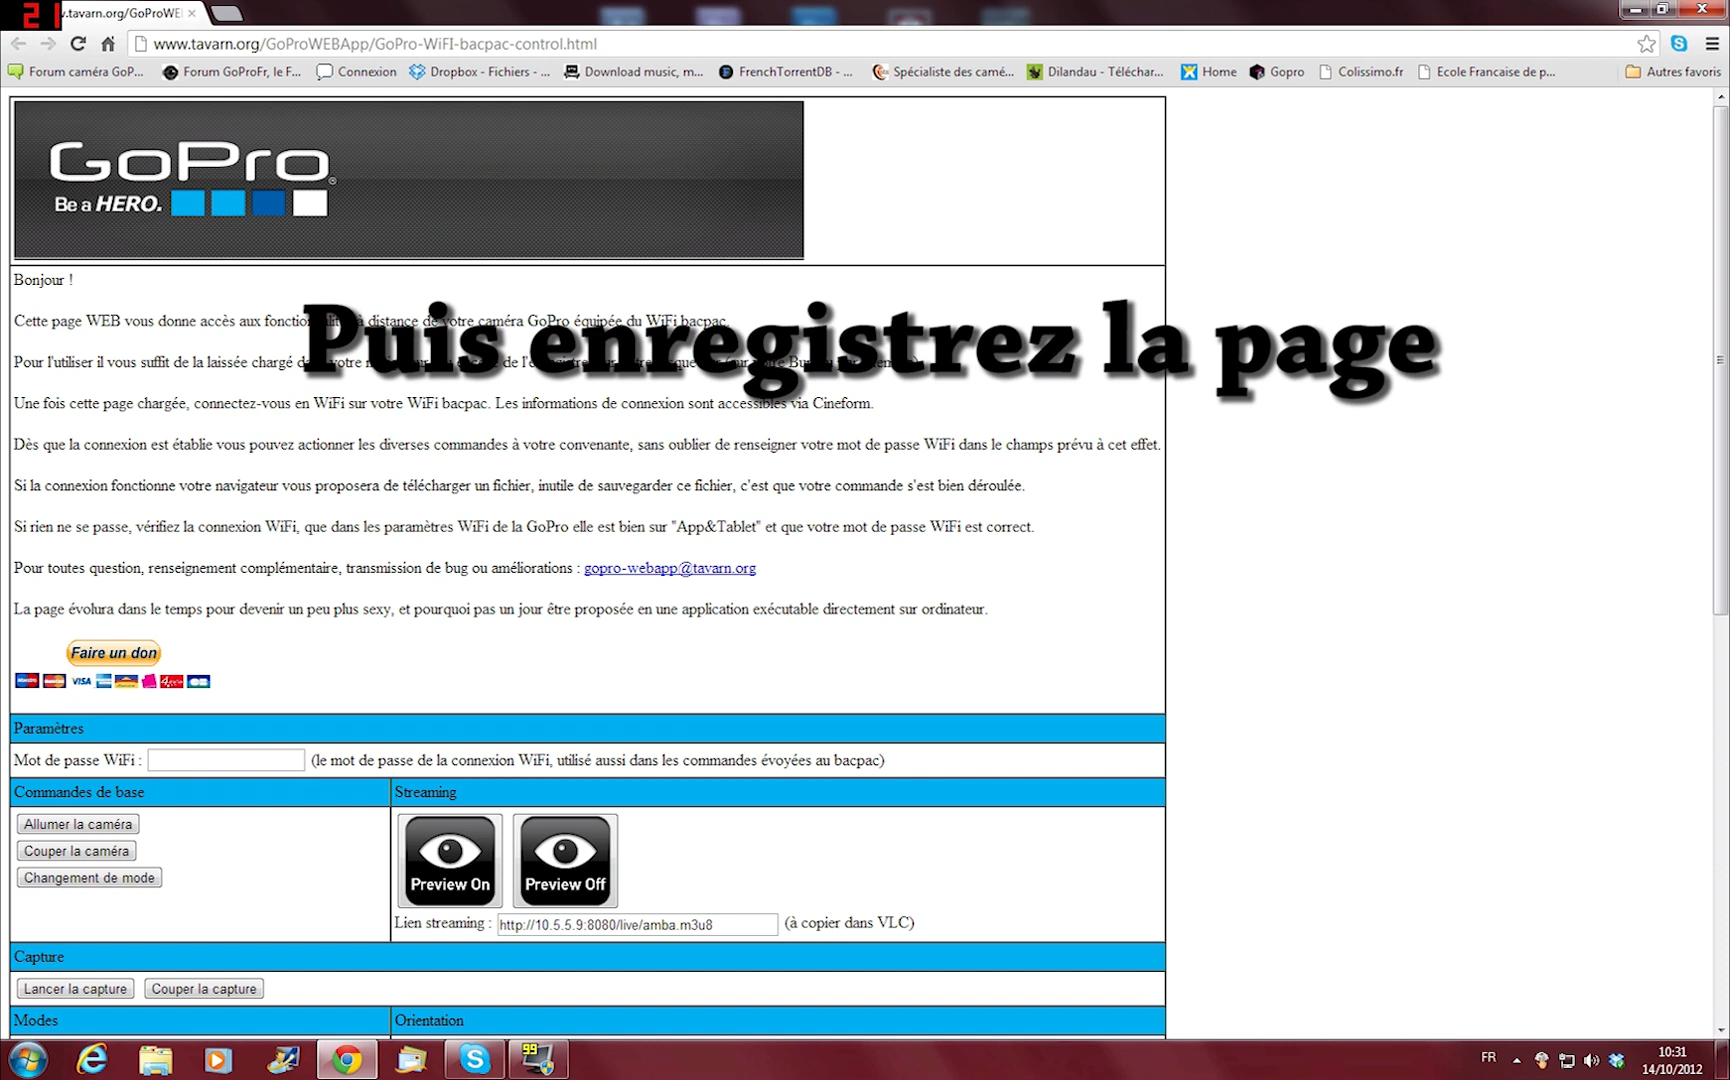 21
v.tavarn.org/GoProWEI
www.tavarn.org/GoProWEBApp/GoPro-WiFI-bacpac-control.html
Forum caméra GoP... Forum GoProFr, le F... Connexion Dropbox - Fichiers - ... Download music, m... FrenchTorrentDB - ... Spécialiste des camé... Dilandau - Téléchar... Home Gopro Colissimo.fr Ecole Francaise de p... Autres favoris
GoPro®
Be a HERO.
Bonjour !
Puis enregistrez la page
Cette page WEB vous donne accès aux à distance de votre caméra GoPro équipée du WiFi bacpac.
Pour l'utiliser il vous suffit de la laissée chargé
Une fois cette page chargée, connectez-vous en WiFi sur votre WiFi bacpac. Les informations de connexion sont accessibles via Cineform.
Dès que la connexion est établie vous pouvez actionner les diverses commandes à votre convenante, sans oublier de renseigner votre mot de passe WiFi dans le champs prévu à cet effet.
Si la connexion fonctionne votre navigateur vous proposera de télécharger un fichier, inutile de sauvegarder ce fichier, c'est que votre commande s'est bien déroulée.
Si rien ne se passe, vérifiez la connexion WiFi, que dans les paramètres WiFi de la GoPro elle est bien sur "App&Tablet" et que votre mot de passe WiFi est correct.
Pour toutes question, renseignement complémentaire, transmission de bug ou améliorations : gopro-webapp@tavarn.org
La page évolura dans le temps pour devenir un peu plus sexy, et pourquoi pas un jour être proposée en une application exécutable directement sur ordinateur.
Faire un don
VISA
Paramètres
Mot de passe WiFi : (le mot de passe de la connexion WiFi, utilisé aussi dans les commandes évoyées au bacpac)
Commandes de base Streaming
Allumer la caméra
Couper la caméra
Changement de mode
Preview On Preview Off
Lien streaming : http://10.5.5.9:8080/live/amba.m3u8 (à copier dans VLC)
Capture
Lancer la capture Couper la capture
Modes Orientation
99
FR
10:31
14/10/2012